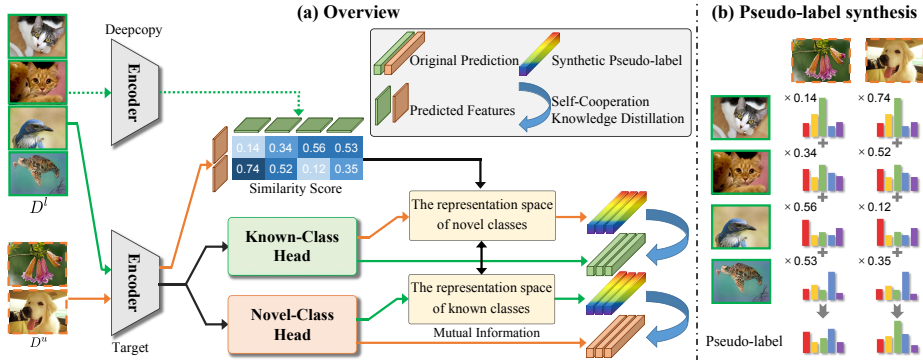 (a) Overview
(b) Pseudo-label synthesis
Deepcopy
Encoder
Original Prediction
Synthetic Pseudo-label
Predicted Features
Self-Cooperation
Knowledge Distillation
0.14 0.34 0.56 0.53
0.74 0.52 0.12 0.35
Similarity Score
D^l
The representation space
of novel classes
Known-Class
Head
Encoder
The representation space
of known classes
Novel-Class
Head
Mutual Information
D^u
Target
× 0.14 × 0.74
+ +
× 0.34 × 0.52
+ +
× 0.56 × 0.12
+ +
× 0.53 × 0.35
Pseudo-label